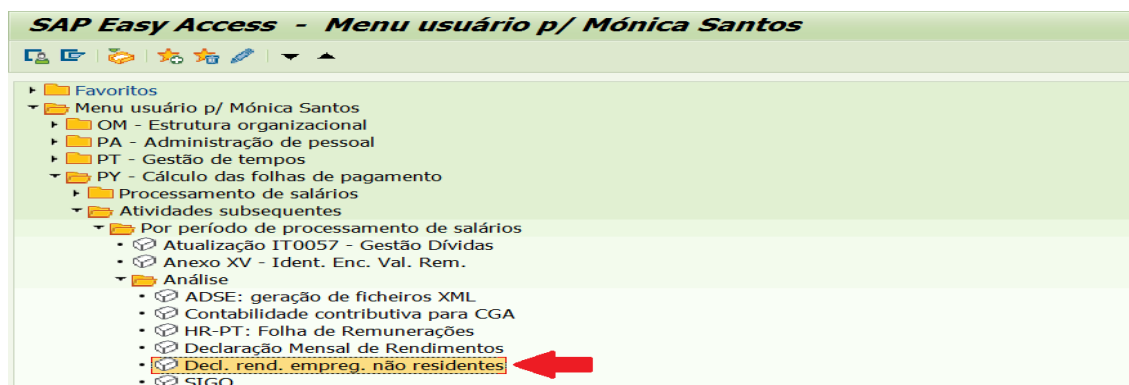 SAP Easy Access - Menu usuário p/ Mónica Santos
Favoritos
Menu usuário p/ Mónica Santos
OM - Estrutura organizacional
PA - Administração de pessoal
PT - Gestão de tempos
PY - Cálculo das folhas de pagamento
Processamento de salários
Atividades subsequentes
Por período de processamento de salários
Atualização IT0057 - Gestão Dívidas
Anexo XV - Ident. Enc. Val. Rem.
Análise
ADSE: geração de ficheiros XML
Contabilidade contributiva para CGA
HR-PT: Folha de Remunerações
Declaração Mensal de Rendimentos
Decl. rend. empreg. não residentes
SIGO